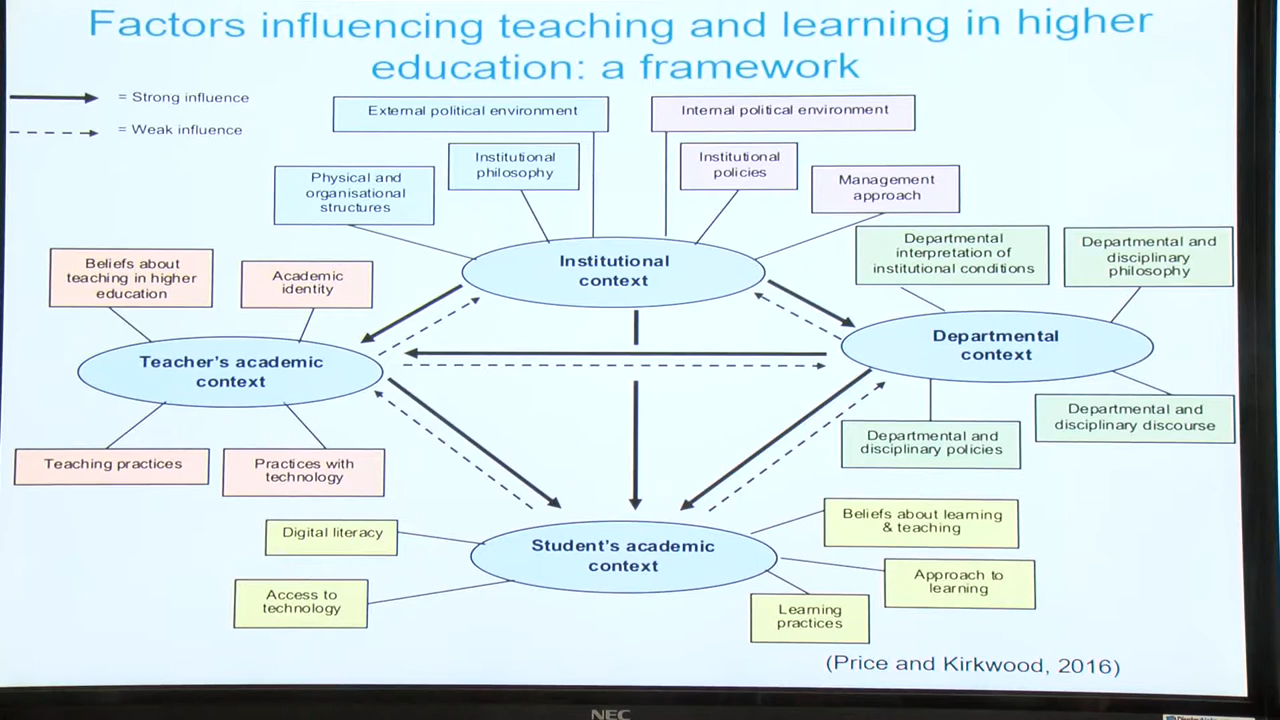 Factors influencing teaching and learning in higher
education: a framework
= Strong influence
= Weak influence
External political environment
Internal political environment
Institutional
philosophy
Institutional
policies
Physical and
organisational
structures
Management
approach
Institutional
context
Departmental
interpretation of
institutional conditions
Departmental and
disciplinary
philosophy
Beliefs about
teaching in higher
education
Academic
identity
Teacher's academic
context
Departmental
context
Departmental and
disciplinary discourse
Departmental and
disciplinary policies
Teaching practices
Practices with
technology
Digital literacy
Beliefs about learning
& teaching
Student's academic
context
Approach to
learning
Access to
technology
Learning
practices
(Price and Kirkwood, 2016)
NEC